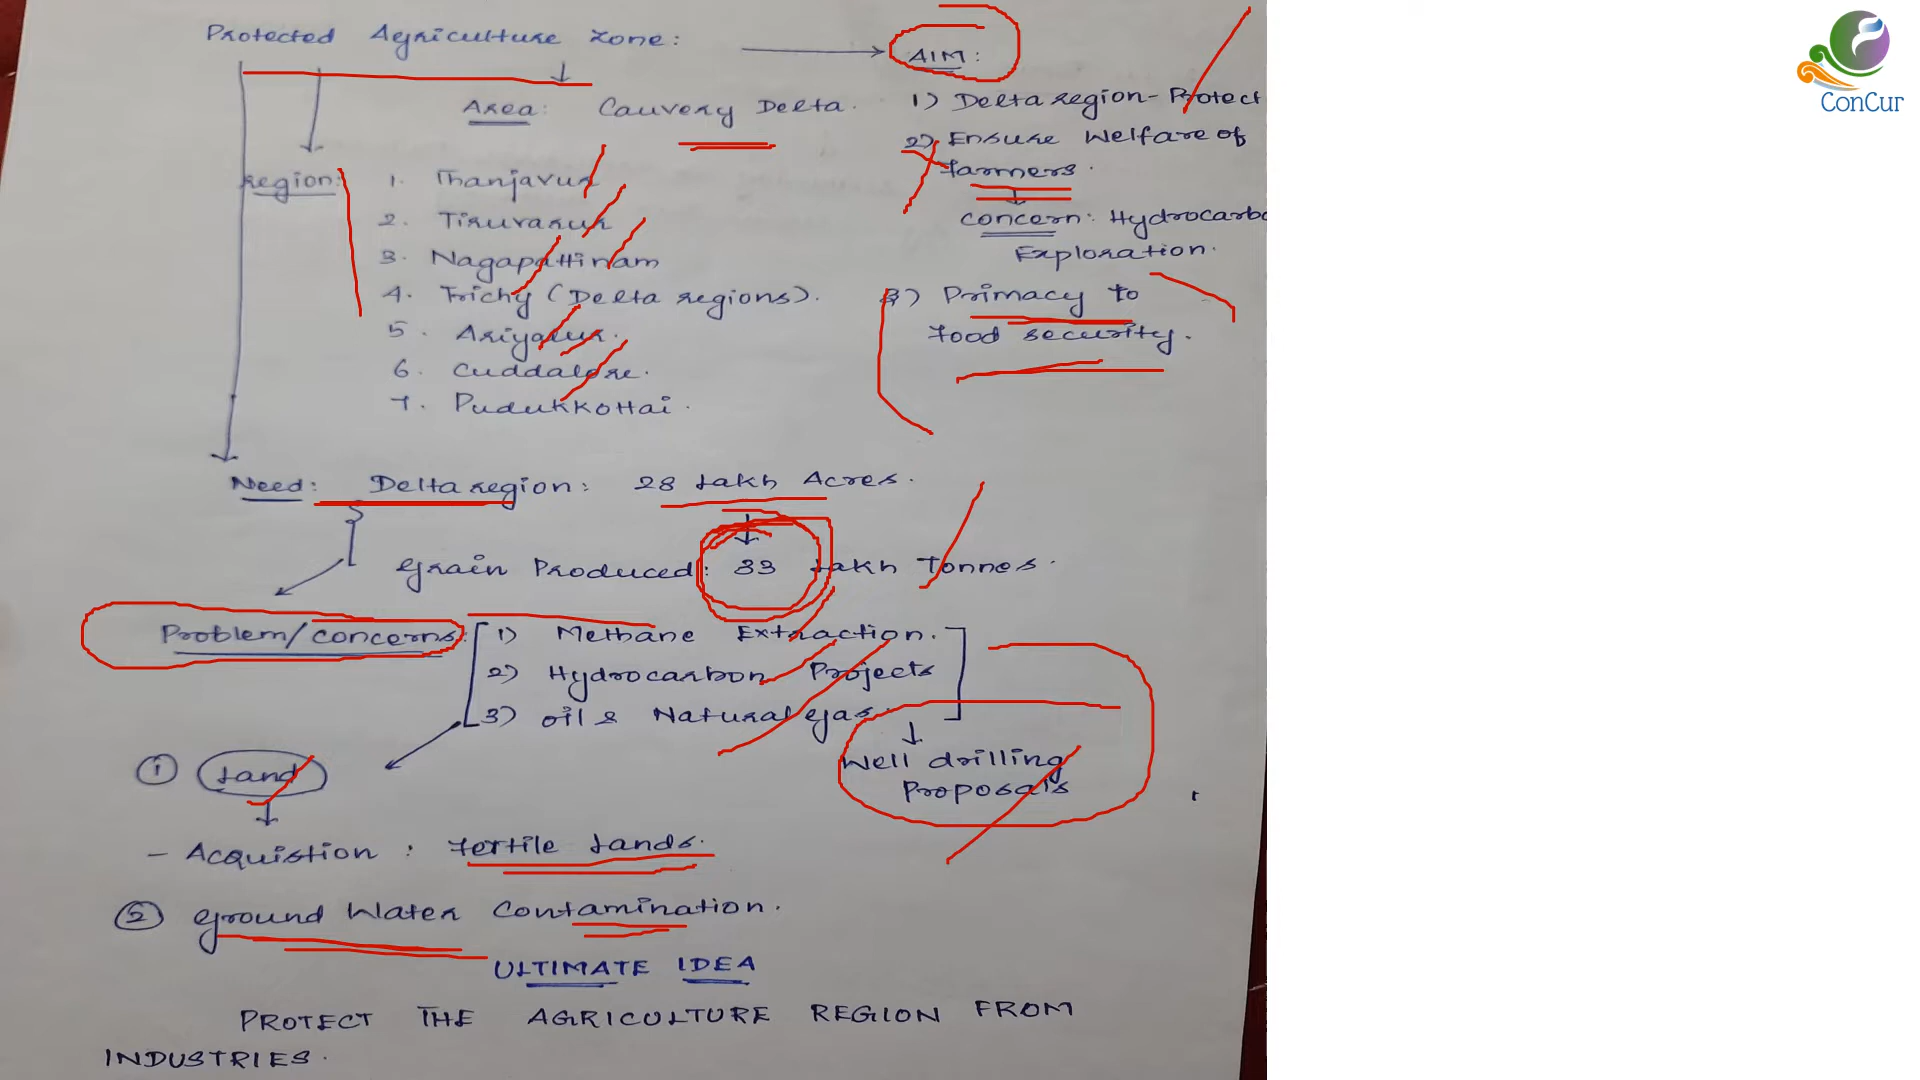 Protected Agriculture Zone:
AIM:
Area: Cauvery Delta.
1) Delta region - Protect
2) Ensure Welfare of
farmers.
Concern: Hydrocarbo
Exploration.
3) Primacy to
food security.
region:
1. Thanjavur
2. Tiruvarur
3. Nagapattinam
4. Trichy (Delta regions).
5. Ariyalur.
6. Cuddalore.
7. Pudukkottai.
Need: Delta region: 28 Lakh Acres.
Grain Produced: 33 Lakh Tonnes.
Problem/concerns:
1) Methane Extraction.
2) Hydrocarbon Projects
3) Oil & Natural gas.
Well drilling
Proposals
① Land
- Acquistion : Fertile Lands.
② Ground Water Contamination.
ULTIMATE IDEA
PROTECT THE AGRICULTURE REGION FROM
INDUSTRIES.
ConCur